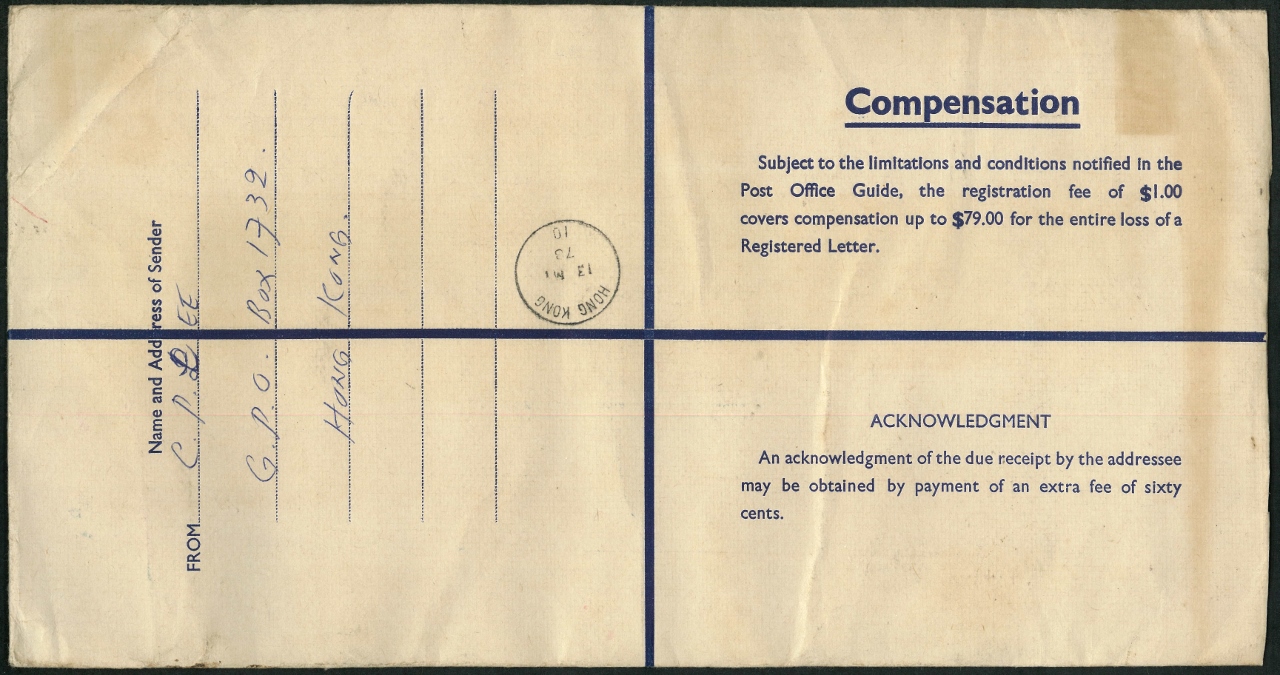 Name and Address of Sender
FROM C. P. LEE
G.P.O. Box 1732.
HONG KONG.
HONG KONG
13 MY
10
Compensation
Subject to the limitations and conditions notified in the
Post Office Guide, the registration fee of $1.00
covers compensation up to $79.00 for the entire loss of a
Registered Letter.
ACKNOWLEDGMENT
An acknowledgment of the due receipt by the addressee
may be obtained by payment of an extra fee of sixty
cents.